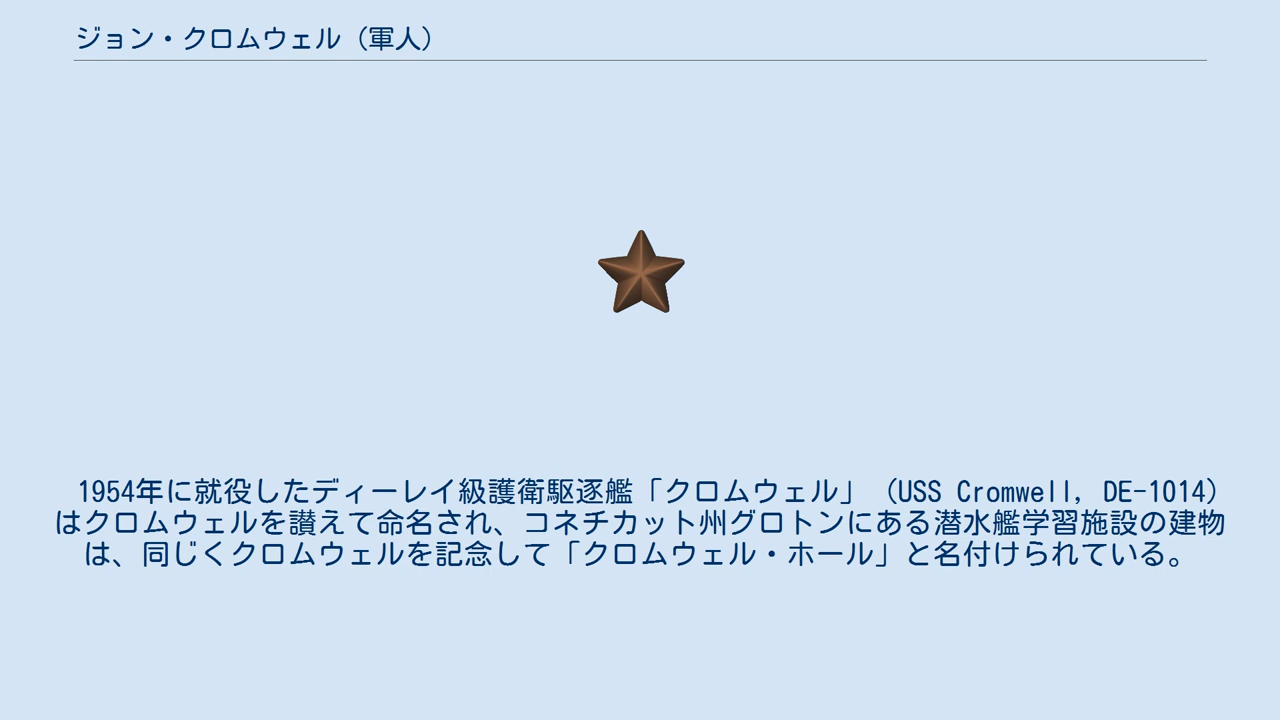 ジョン・クロムウェル（軍人）
1954年に就役したディーレイ級護衛駆逐艦「クロムウェル」（USS Cromwell, DE-1014）
はクロムウェルを讃えて命名され、コネチカット州グロトンにある潜水艦学習施設の建物
は、同じくクロムウェルを記念して「クロムウェル・ホール」と名付けられている。